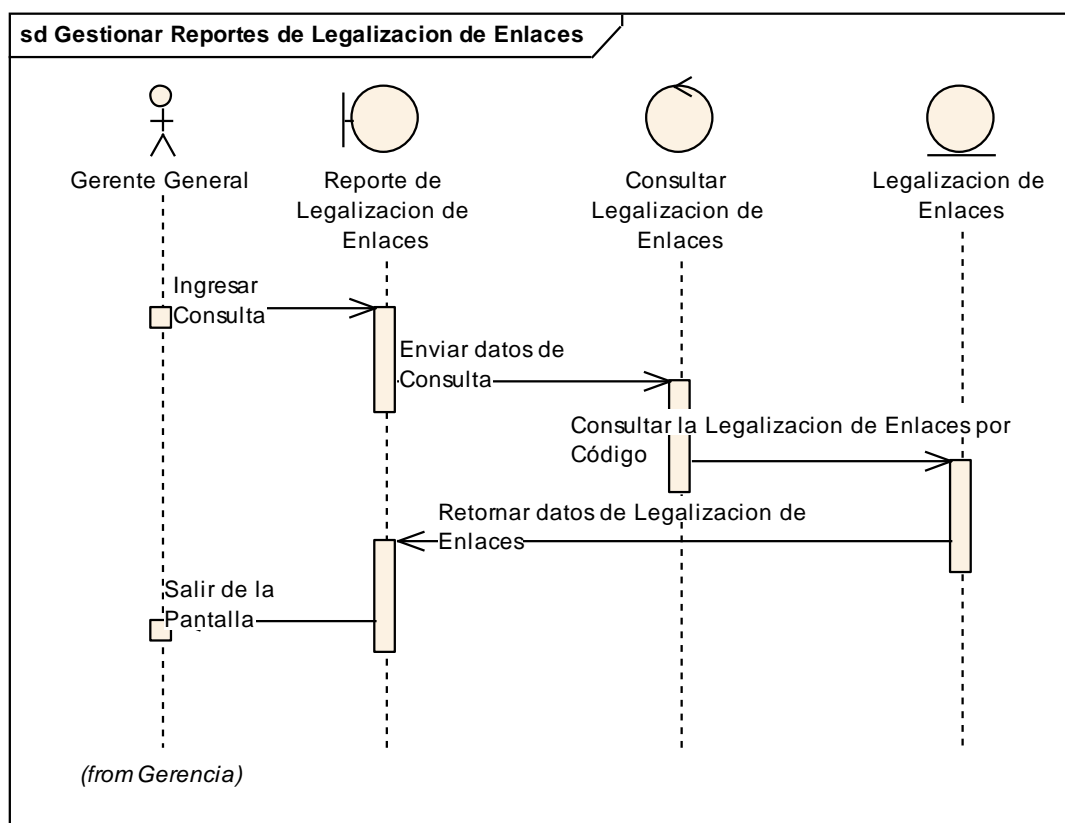 sd Gestionar Reportes de Legalizacion de Enlaces
Gerente General
Reporte de
Legalizacion de
Enlaces
Consultar
Legalizacion de
Enlaces
Legalizacion de
Enlaces
Ingresar
Consulta
Enviar datos de
Consulta
Consultar la Legalizacion de Enlaces por
Código
Retornar datos de Legalizacion de
Enlaces
Salir de la
Pantalla
(from Gerencia)